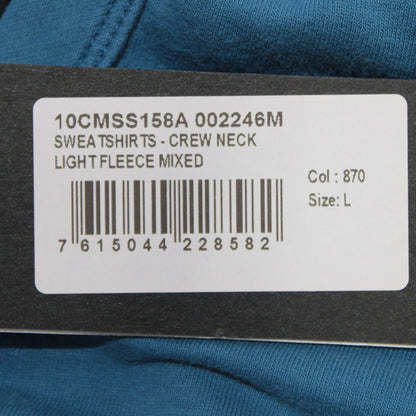 10CMSS158A 002246M
SWEATSHIRTS - CREW NECK
LIGHT FLEECE MIXED
Col : 870
Size: L
7 615044 228582